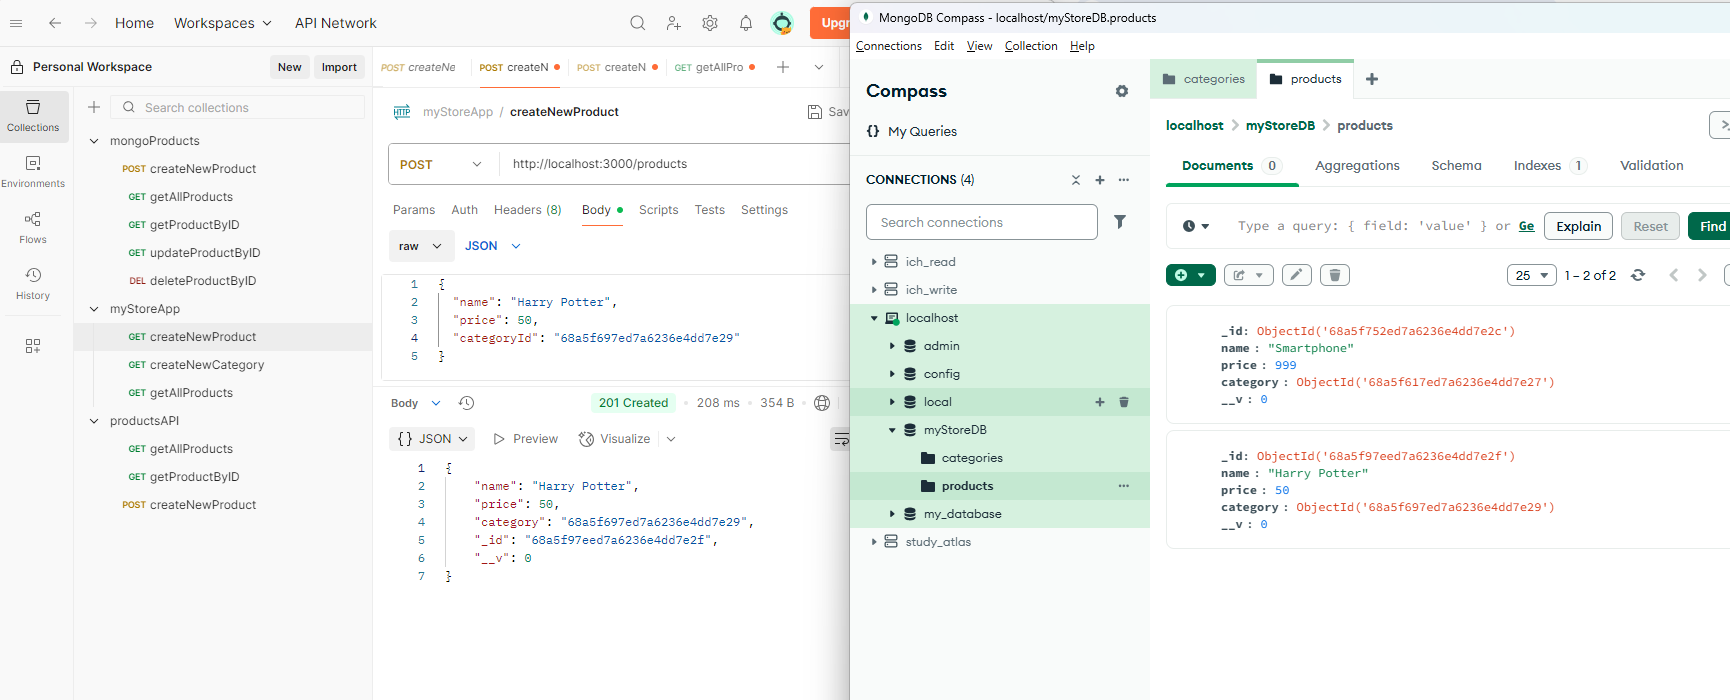 Home Workspaces API Network Upgr
Personal Workspace New Import
Collections
Environments
Flows
History
Search collections
mongoProducts
POST createNewProduct
GET getAllProducts
GET getProductByID
GET updateProductByID
DEL deleteProductByID
myStoreApp
GET createNewProduct
GET createNewCategory
GET getAllProducts
productsAPI
GET getAllProducts
GET getProductByID
POST createNewProduct
POST createNe POST createN POST createN GET getAllPro
HTTP myStoreApp / createNewProduct Sav
POST http://localhost:3000/products
Params Auth Headers (8) Body Scripts Tests Settings
raw JSON
1 {
2 "name": "Harry Potter",
3 "price": 50,
4 "categoryId": "68a5f697ed7a6236e4dd7e29"
5 }
Body 201 Created 208 ms 354 B
{} JSON Preview Visualize
1 {
2 "name": "Harry Potter",
3 "price": 50,
4 "category": "68a5f697ed7a6236e4dd7e29",
5 "_id": "68a5f97eed7a6236e4dd7e2f",
6 "__v": 0
7 }
MongoDB Compass - localhost/myStoreDB.products
Connections Edit View Collection Help
Compass
{} My Queries
CONNECTIONS (4)
Search connections
ich_read
ich_write
localhost
admin
config
local
myStoreDB
categories
products
my_database
study_atlas
categories products
localhost > myStoreDB > products
Documents 0 Aggregations Schema Indexes 1 Validation
Type a query: { field: 'value' } or Ge Explain Reset Find
25 1 – 2 of 2
_id: ObjectId('68a5f752ed7a6236e4dd7e2c')
name : "Smartphone"
price : 999
category : ObjectId('68a5f617ed7a6236e4dd7e27')
__v : 0
_id: ObjectId('68a5f97eed7a6236e4dd7e2f')
name : "Harry Potter"
price : 50
category : ObjectId('68a5f697ed7a6236e4dd7e29')
__v : 0